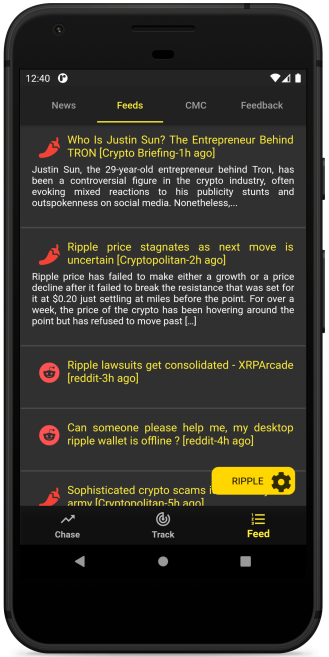 12:40
News Feeds CMC Feedback
Who Is Justin Sun? The Entrepreneur Behind
TRON [Crypto Briefing-1h ago]
Justin Sun, the 29-year-old entrepreneur behind Tron, has
been a controversial figure in the crypto industry, often
evoking mixed reactions to his publicity stunts and
outspokenness on social media. Nonetheless,...
Ripple price stagnates as next move is
uncertain [Cryptopolitan-2h ago]
Ripple price has failed to make either a growth or a price
decline after it failed to break the resistance that was set for
it at $0.20 just settling at miles before the point. For over a
week, the price of the crypto has been hovering around the
point but has refused to move past [...]
Ripple lawsuits get consolidated - XRPArcade
[reddit-3h ago]
Can someone please help me, my desktop
ripple wallet is offline ? [reddit-4h ago]
Sophisticated crypto scams
army [Cryptopolitan-5h ago]
RIPPLE
Chase Track Feed